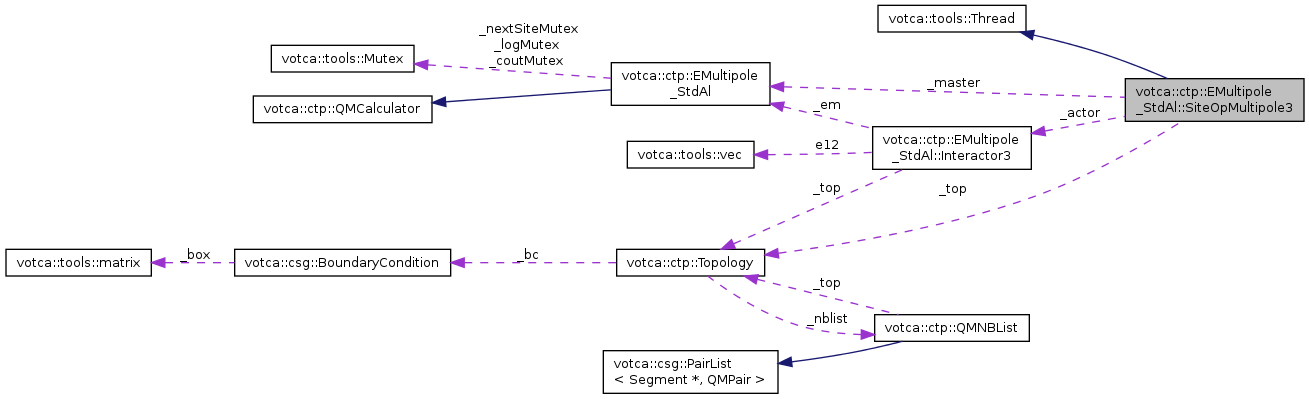 votca::tools::Thread
_nextSiteMutex
_logMutex
_coutMutex
votca::tools::Mutex
votca::ctp::EMultipole
_StdAl
_master
votca::ctp::EMultipole
_StdAl::SiteOpMultipole3
votca::ctp::QMCalculator
_em
_actor
votca::ctp::EMultipole
_StdAl::Interactor3
e12
votca::tools::vec
_top
_top
votca::tools::matrix
_box
votca::csg::BoundaryCondition
_bc
votca::ctp::Topology
_top
_nblist
votca::ctp::QMNBList
votca::csg::PairList
< Segment *, QMPair >